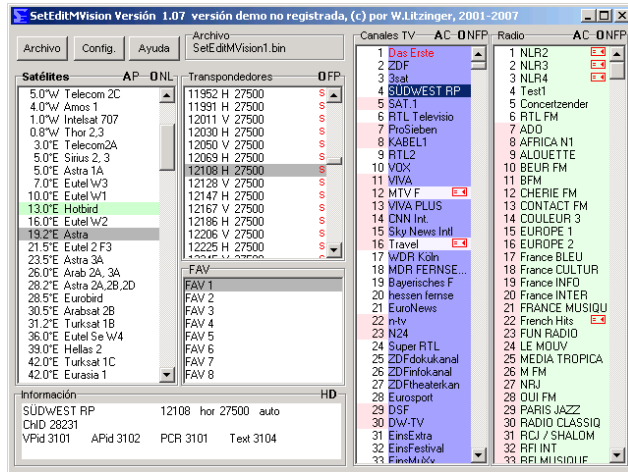 SetEditMVision Versión 1.07 versión demo no registrada, (c) por W.Litzinger, 2001-2007
Archivo
Config.
Ayuda
Archivo
SetEditMVision1.bin
Satélites AP ONL
5.0°W Telecom 2C
4.0°W Amos 1
1.0°W Intelsat 707
0.8°W Thor 2,3
3.0°E Telecom2A
5.0°E Sirius 2, 3
5.0°E Astra 1A
7.0°E Eutel W3
10.0°E Eutel W1
13.0°E Hotbird
16.0°E Eutel W2
19.2°E Astra
21.5°E Eutel 2 F3
23.5°E Astra 3A
26.0°E Arab 2A, 3A
28.2°E Astra 2A,2B,2D
28.5°E Eurobird
30.5°E Arabsat 2B
31.2°E Turksat 1B
36.0°E Eutel Se W4
39.0°E Hellas 2
42.0°E Turksat 1C
42.0°E Eurasia 1
Transpondedores OFP
11952 H 27500 S
11991 H 27500 S
12011 V 27500 S
12030 H 27500 S
12050 V 27500 S
12069 H 27500 S
12108 H 27500 S
12128 V 27500 S
12147 H 27500 S
12167 V 27500 S
12186 H 27500 S
12206 V 27500 S
12225 H 27500 S
12245 V 27500 S
FAV
FAV 1
FAV 2
FAV 3
FAV 4
FAV 5
FAV 6
FAV 7
FAV 8
Información HD
SÜDWEST RP 12108 hor 27500 auto
ChID 28231
VPid 3101 APid 3102 PCR 3101 Text 3104
Canales TV AC ONFP
1 Das Erste
2 ZDF
3 3sat
4 SÜDWEST RP
5 SAT.1
6 RTL Televisio
7 ProSieben
8 KABEL1
9 RTL2
10 VOX
11 VIVA
12 MTV F
13 VIVA PLUS
14 CNN Int.
15 Sky News Intl
16 Travel
17 WDR Köln
18 MDR FERNSE...
19 Bayerisches F
20 hessen fernse
21 EuroNews
22 n-tv
23 N24
24 Super RTL
25 ZDFdokukanal
26 ZDFinfokanal
27 ZDFtheaterkan
28 Eurosport
29 DSF
30 DW-TV
31 EinsExtra
32 EinsFestival
33 EinsMuXx
Radio AC ONFP
1 NLR2
2 NLR3
3 NLR4
4 Test1
5 Concertzender
6 RTL FM
7 ADO
8 AFRICA N1
9 ALOUETTE
10 BEUR FM
11 BFM
12 CHERIE FM
13 CONTACT FM
14 COULEUR 3
15 EUROPE 1
16 EUROPE 2
17 France BLEU
18 France CULTUR
19 France INFO
20 France INTER
21 FRANCE MUSIQU
22 French Hits
23 FUN RADIO
24 LE MOUV
25 MEDIA TROPICA
26 M FM
27 NRJ
28 OUI FM
29 PARIS JAZZ
30 RADIO CLASSIQ
31 RCJ / SHALOM
32 RFI INT
33 RFI MUSIQUE